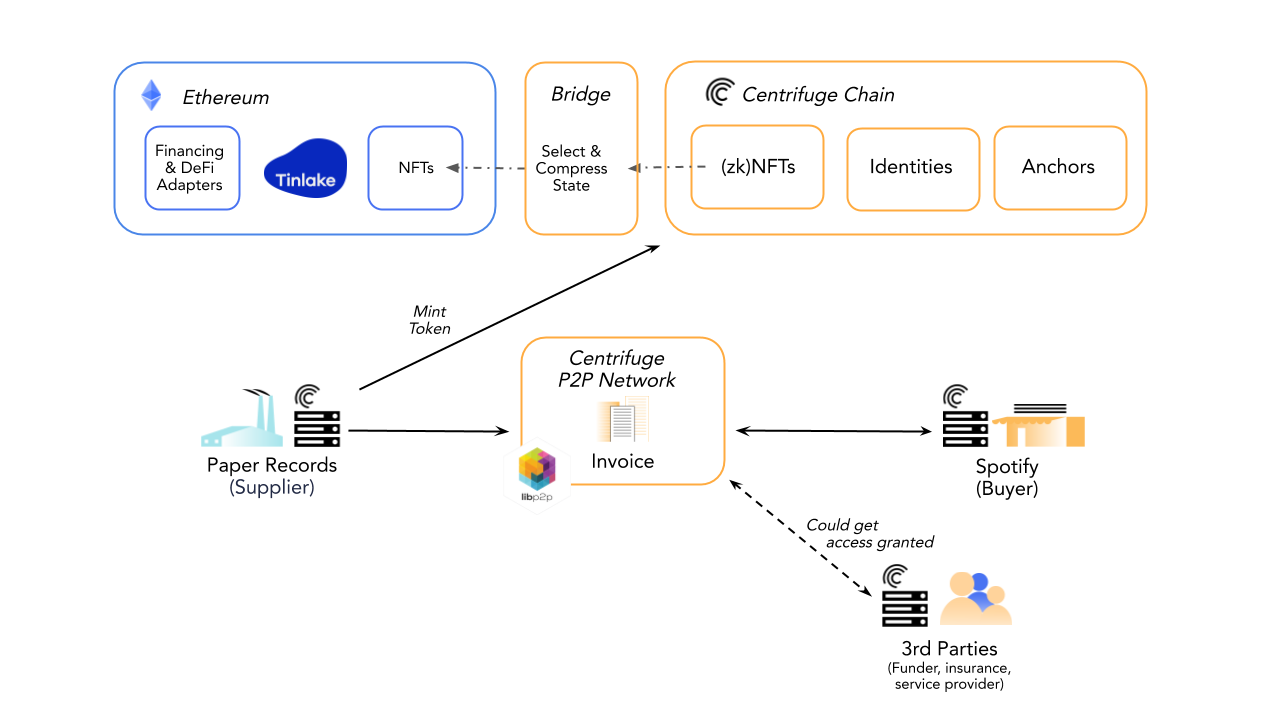 Ethereum
Financing
& DeFi
Adapters
Tinlake
NFTs
Bridge
Select &
Compress
State
Centrifuge Chain
(zk)NFTs
Identities
Anchors
Mint
Token
Centrifuge
P2P Network
Invoice
libp2p
Paper Records
(Supplier)
Spotify
(Buyer)
Could get
access granted
3rd Parties
(Funder, insurance,
service provider)